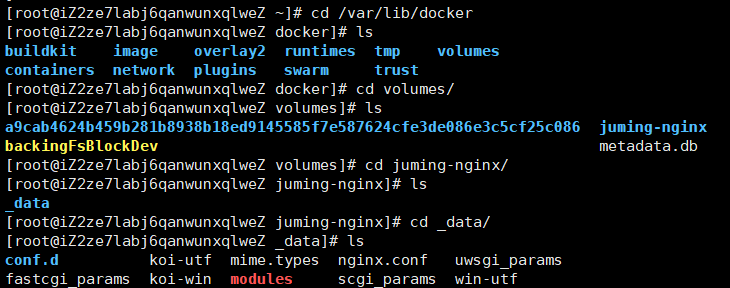 [root@iZ2ze7labj6qanwunxqlweZ ~]# cd /var/lib/docker
[root@iZ2ze7labj6qanwunxqlweZ docker]# ls
buildkit    image    overlay2  runtimes  tmp    volumes
containers  network  plugins   swarm     trust
[root@iZ2ze7labj6qanwunxqlweZ docker]# cd volumes/
[root@iZ2ze7labj6qanwunxqlweZ volumes]# ls
a9cab4624b459b281b8938b18ed9145585f7e587624cfe3de086e3c5cf25c086  juming-nginx
backingFsBlockDev                                                 metadata.db
[root@iZ2ze7labj6qanwunxqlweZ volumes]# cd juming-nginx/
[root@iZ2ze7labj6qanwunxqlweZ juming-nginx]# ls
_data
[root@iZ2ze7labj6qanwunxqlweZ juming-nginx]# cd _data/
[root@iZ2ze7labj6qanwunxqlweZ _data]# ls
conf.d          koi-utf  mime.types  nginx.conf   uwsgi_params
fastcgi_params  koi-win  modules     scgi_params  win-utf